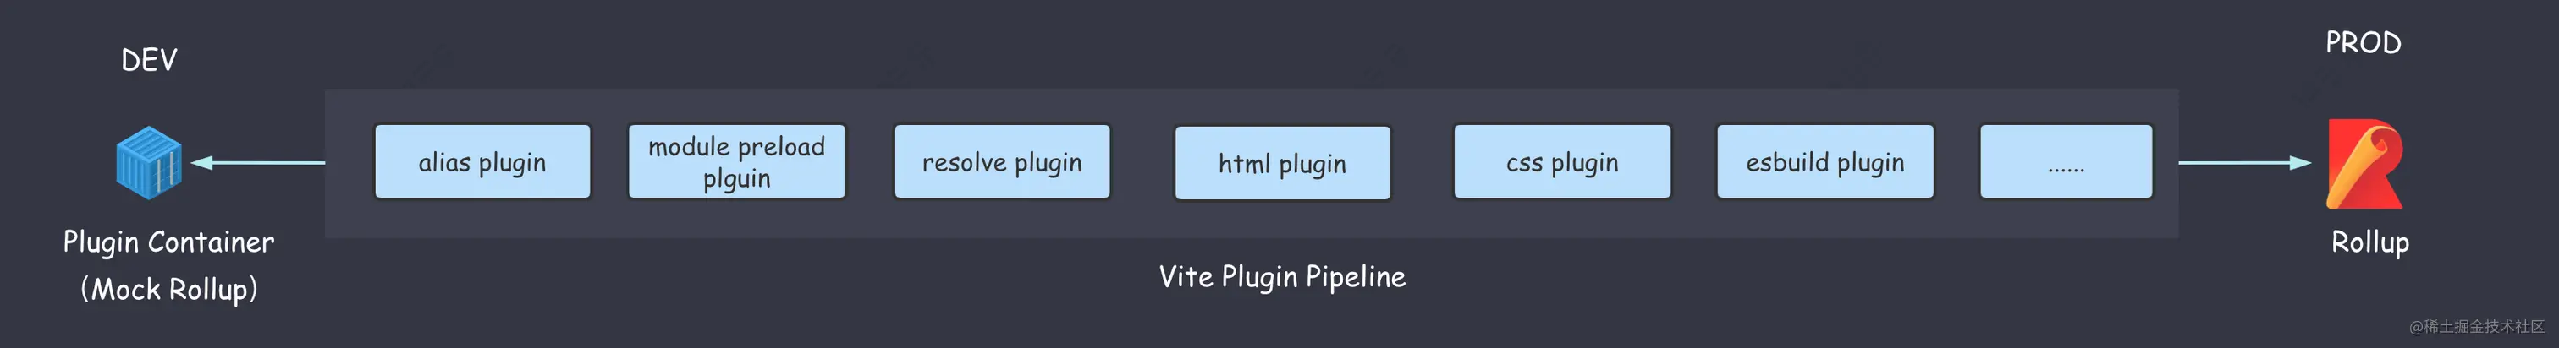 DEV
PROD
alias plugin
module preload
plguin
resolve plugin
html plugin
css plugin
esbuild plugin
......
Plugin Container
(Mock Rollup)
Rollup
Vite Plugin Pipeline
@稀土掘金技术社区